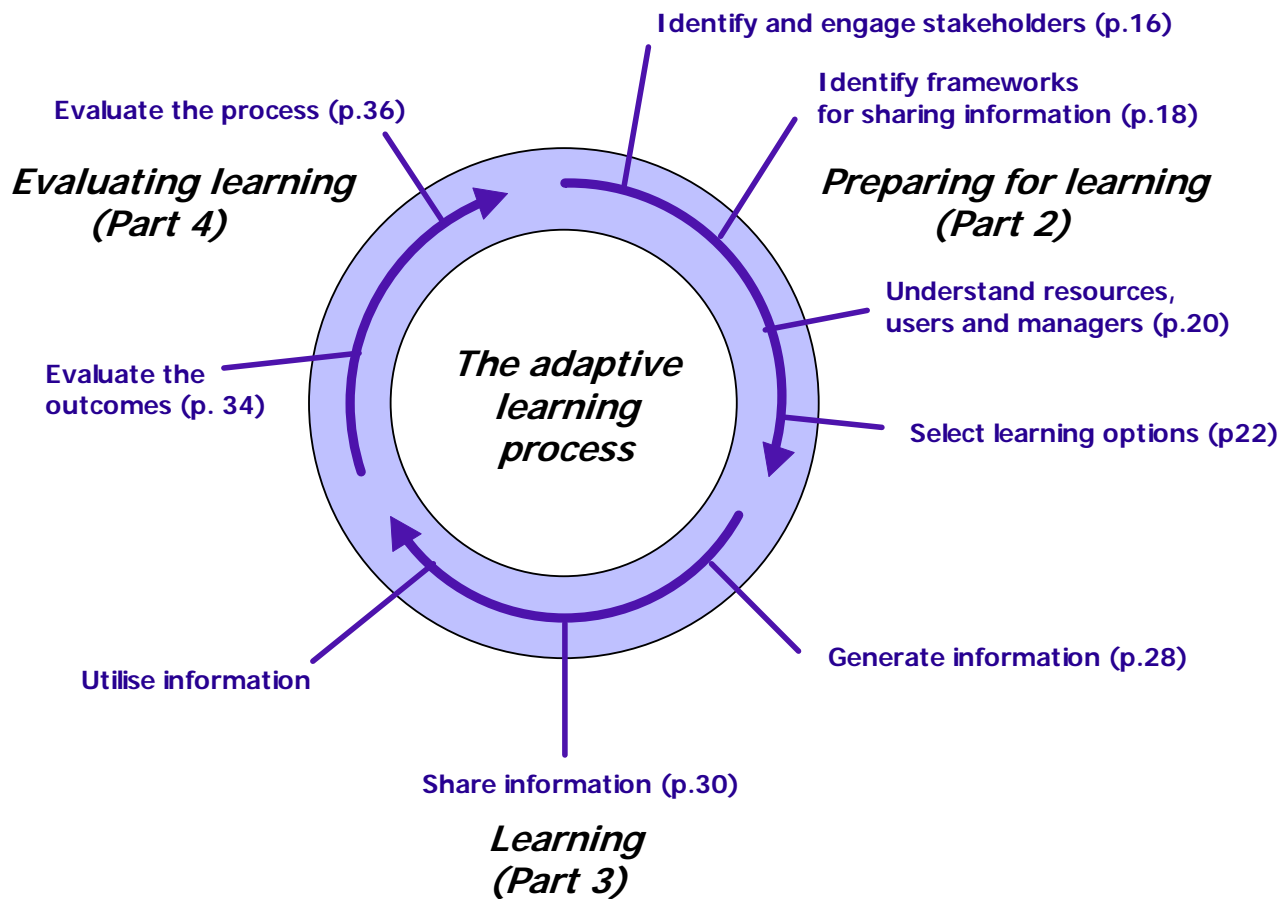 Identify and engage stakeholders (p.16)
Identify frameworks
for sharing information (p.18)
Evaluate the process (p.36)
Evaluating learning
(Part 4)
Preparing for learning
(Part 2)
Understand resources,
users and managers (p.20)
The adaptive
learning
process
Evaluate the
outcomes (p. 34)
Select learning options (p22)
Generate information (p.28)
Utilise information
Share information (p.30)
Learning
(Part 3)